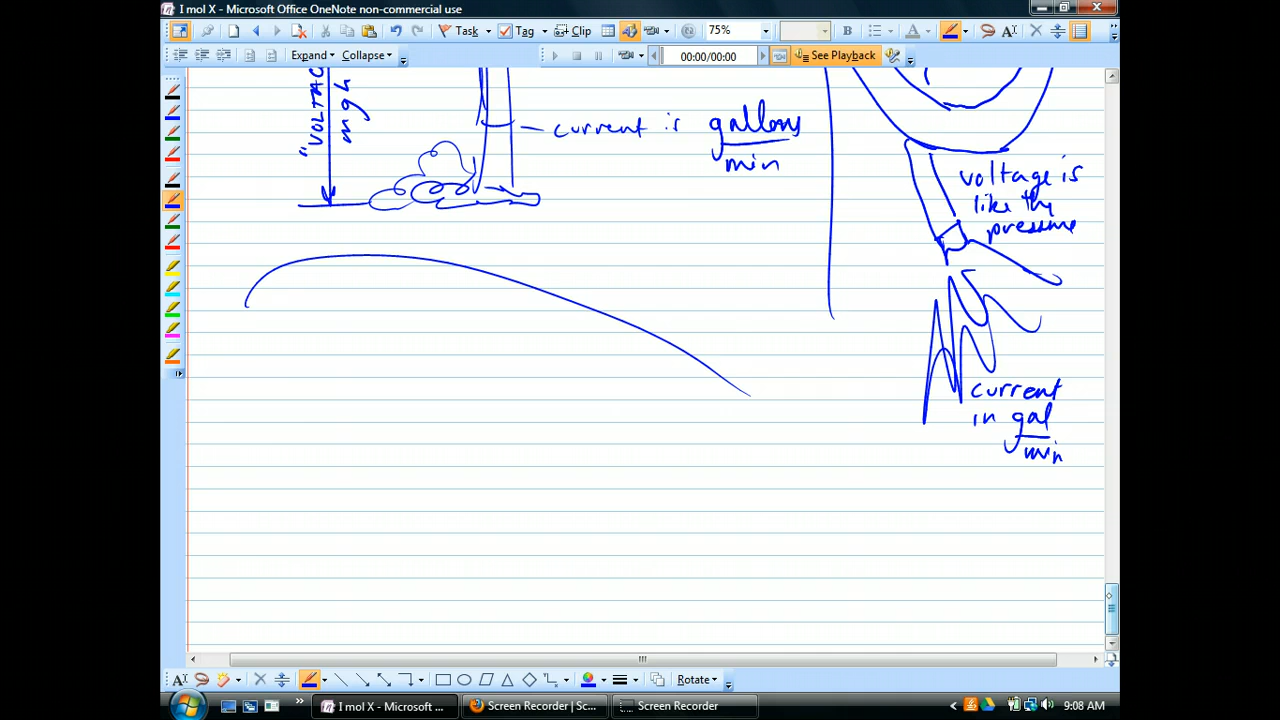 I mol X - Microsoft Office OneNote non-commercial use
Task Tag Clip 75% B A
Expand Collapse 00:00/00:00 See Playback
"VOLTAG
mgh
current is gallons
min
voltage is
like the
pressure
current
in gal
min
Rotate
I mol X - Microsoft ... Screen Recorder | Sc... Screen Recorder 9:08 AM